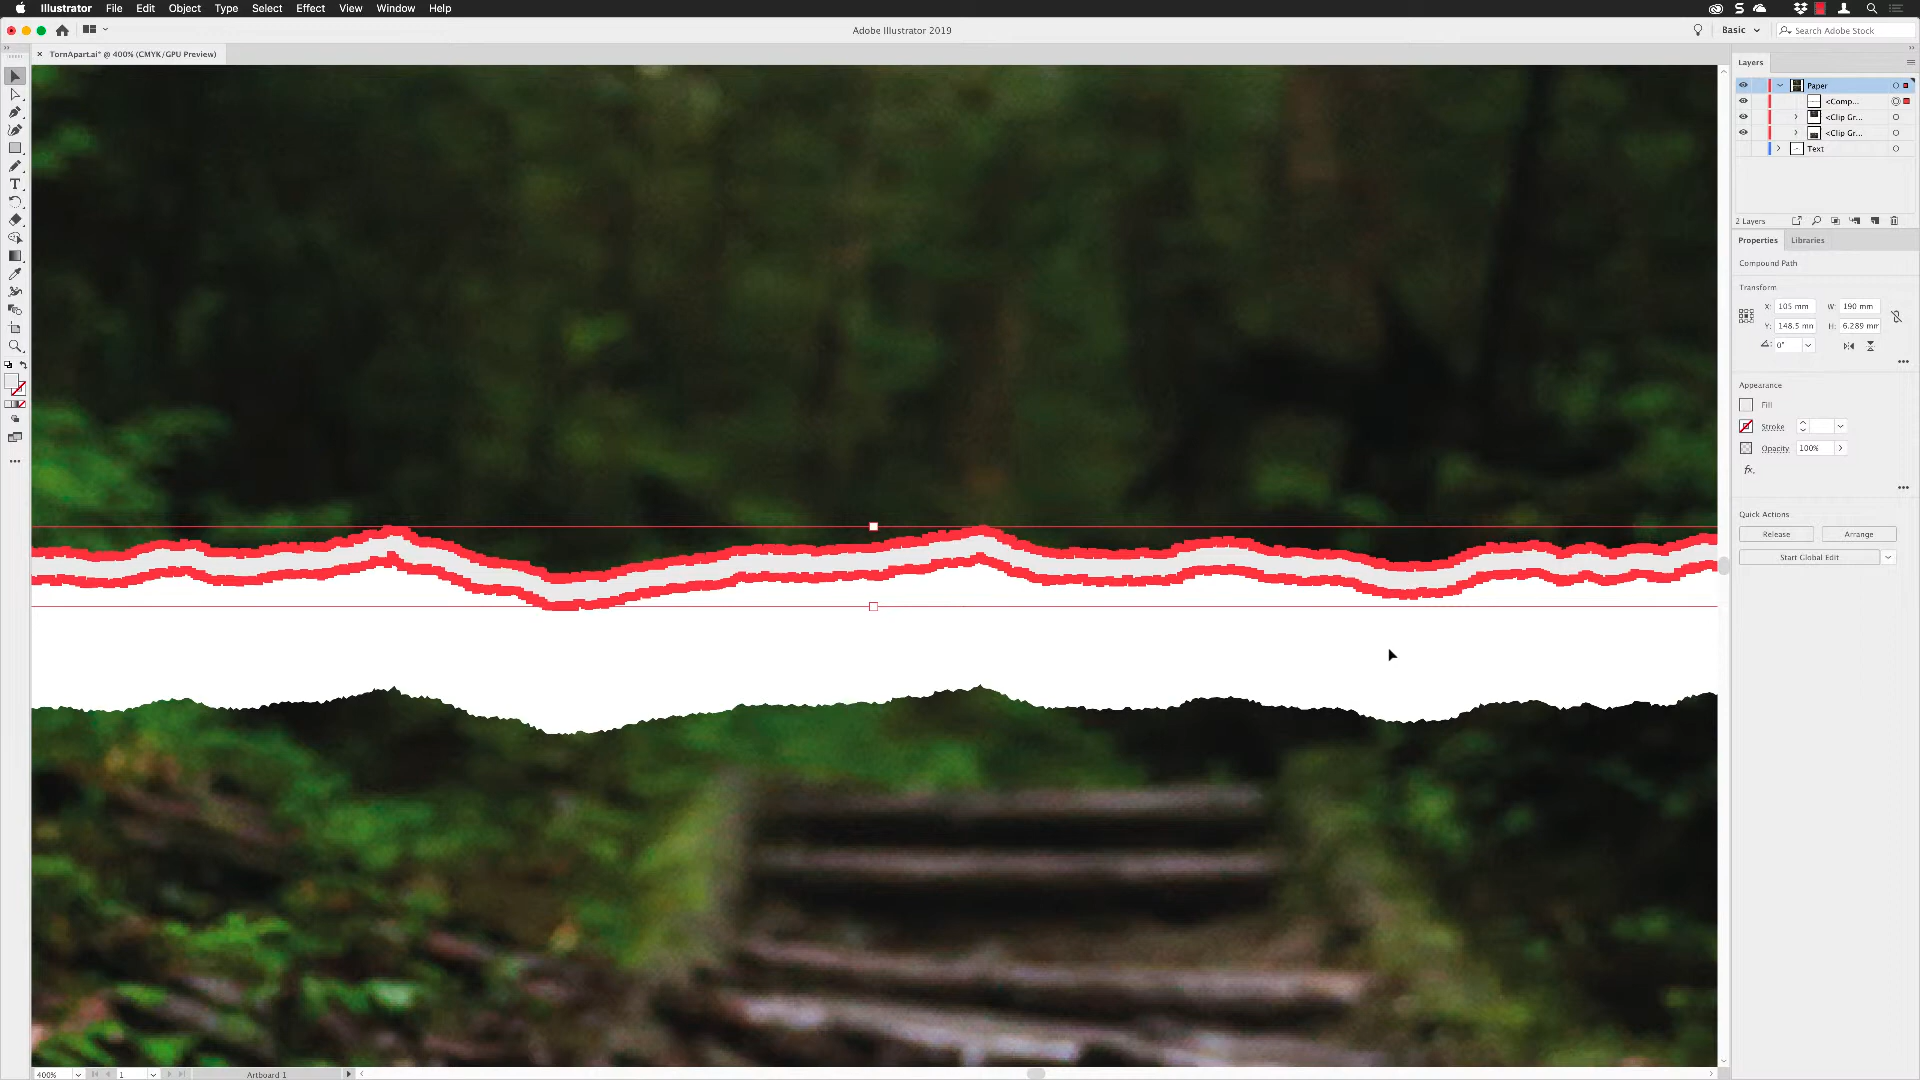 Illustrator File Edit Object Type Select Effect View Window Help
Adobe Illustrator 2019
Basic
Search Adobe Stock
TornApart.ai* @ 400% (CMYK/GPU Preview)
Layers
Paper
<Comp...
<Clip Gr...
<Clip Gr...
Text
2 Layers
Properties Libraries
Compound Path
Transform
X: 105 mm W: 190 mm
Y: 148.5 mm H: 6.289 mm
0°
Appearance
Fill
Stroke
Opacity 100%
fx.
Quick Actions
Release Arrange
Start Global Edit
400% 1 Artboard 1